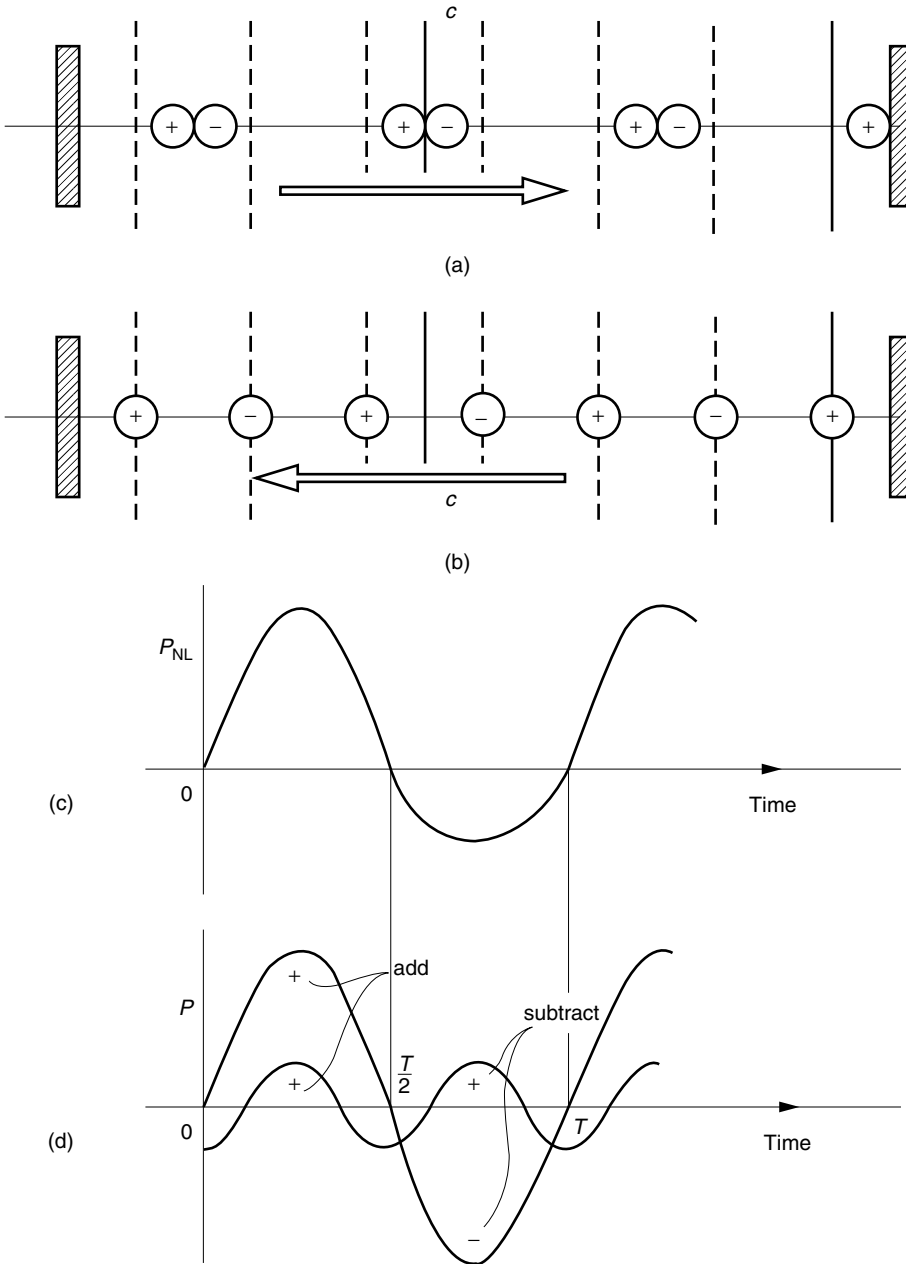 c
+ − + − + − +
(a)
+ − + − + − +
c
(b)
P_NL
0
Time
(c)
add
+
P
subtract
T/2
+ +
0
T
Time
(d)
−